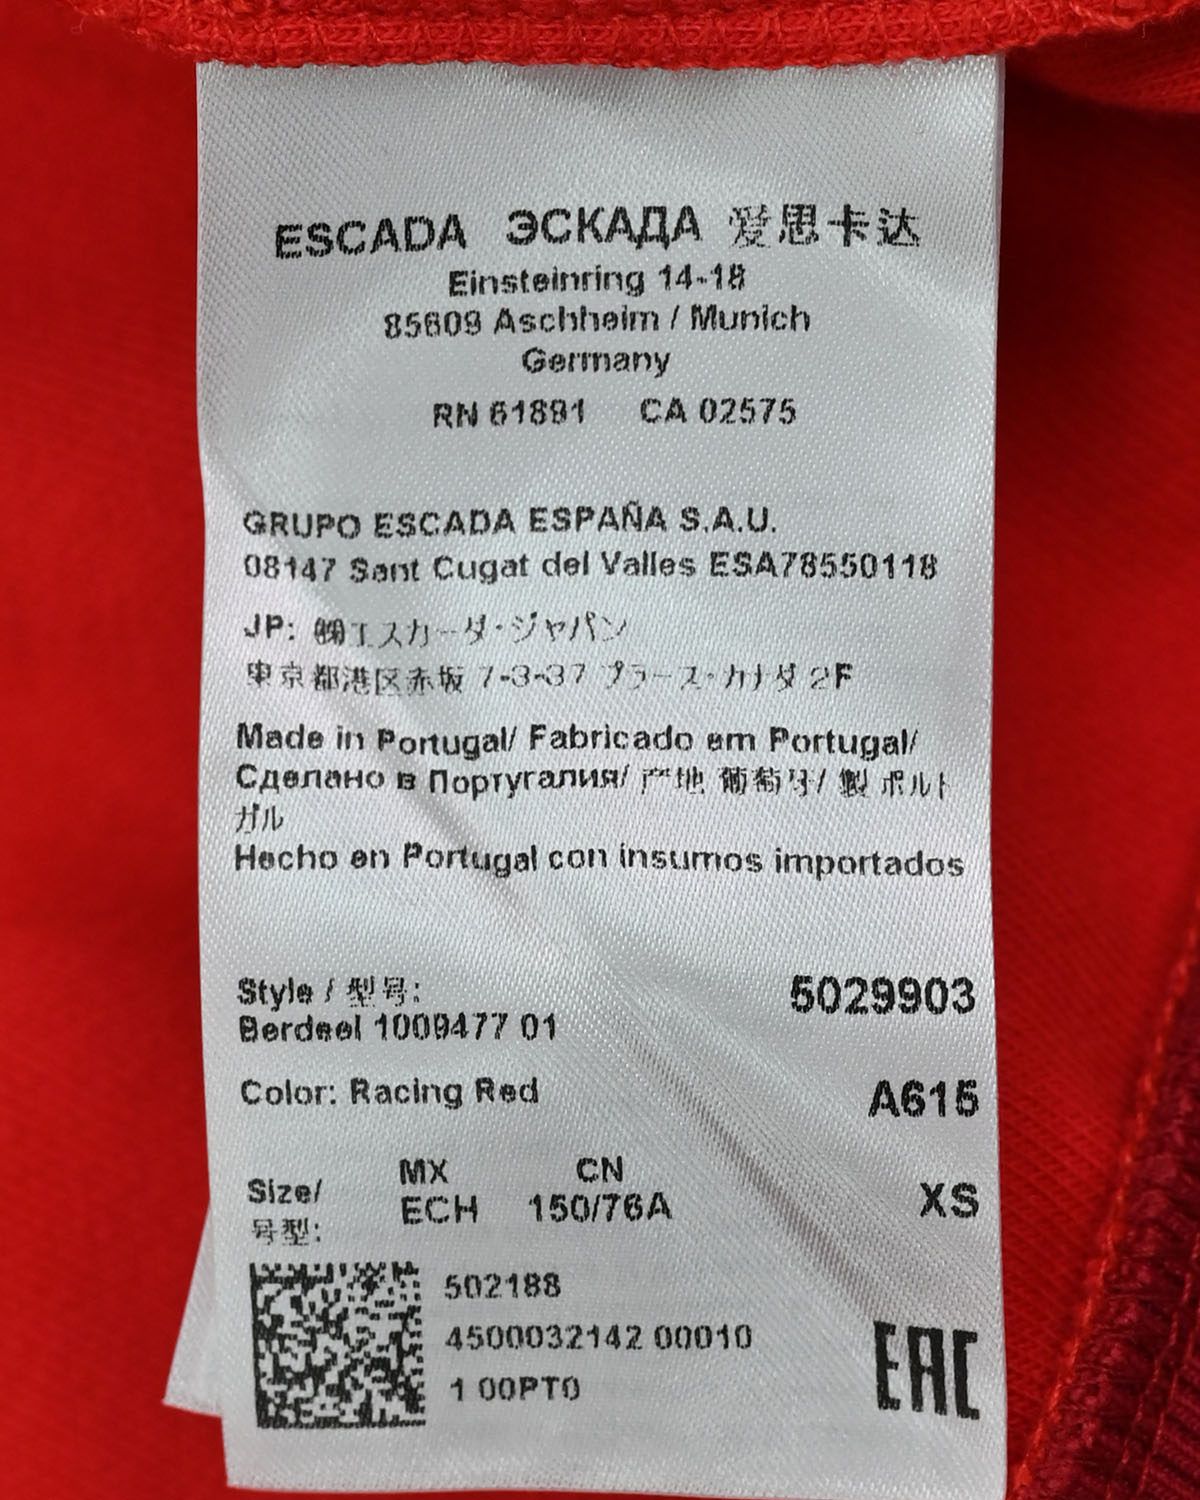 ESCADA ЭСКАДА 爱思卡达
Einsteinring 14-18
85609 Aschheim / Munich
Germany
RN 61891 CA 02575
GRUPO ESCADA ESPAÑA S.A.U.
08147 Sant Cugat del Valles ESA78550118
JP: ㈱エスカーダ・ジャパン
東京都港区赤坂 7-3-37 プラース・カナダ 2F
Made in Portugal/ Fabricado em Portugal/
Сделано в Португалия/ 产地 葡萄牙/ 製 ポルト
ガル
Hecho en Portugal con insumos importados
Style / 型号: 5029903
Berdeel 1009477 01
Color: Racing Red A615
MX CN
Size/ ECH 150/76A XS
号型:
502188
4500032142 00010
1 00PT0
EAC